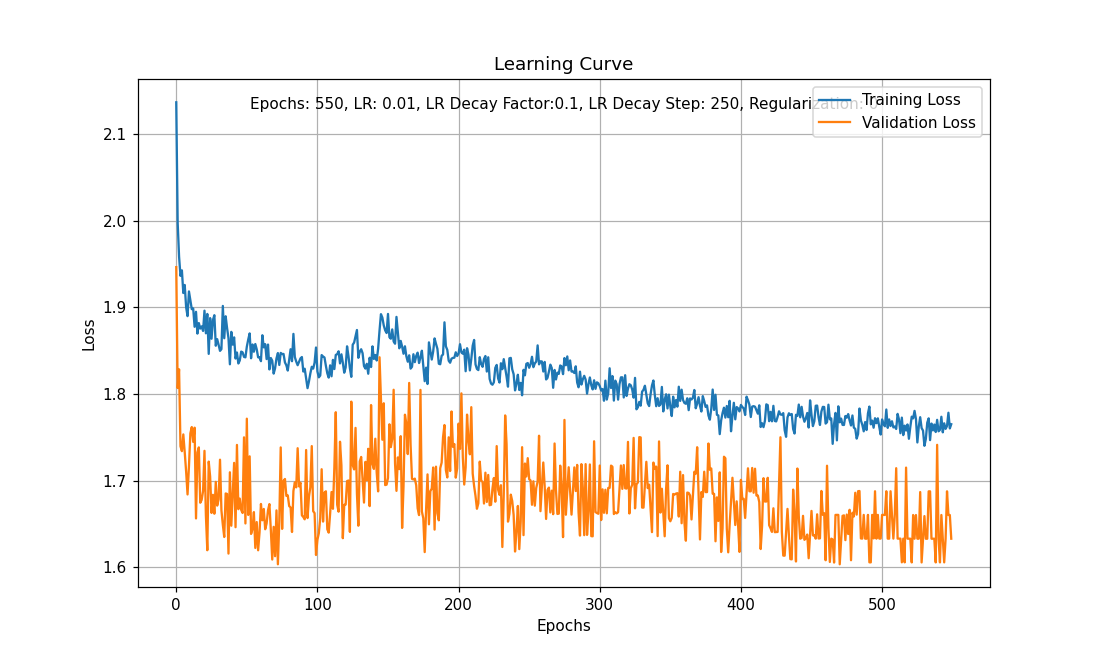 Learning Curve
Epochs: 550, LR: 0.01, LR Decay Factor:0.1, LR Decay Step: 250, Regularization: 0
Training Loss
Validation Loss
2.1
2.0
1.9
1.8
1.7
1.6
Loss
0 100 200 300 400 500
Epochs